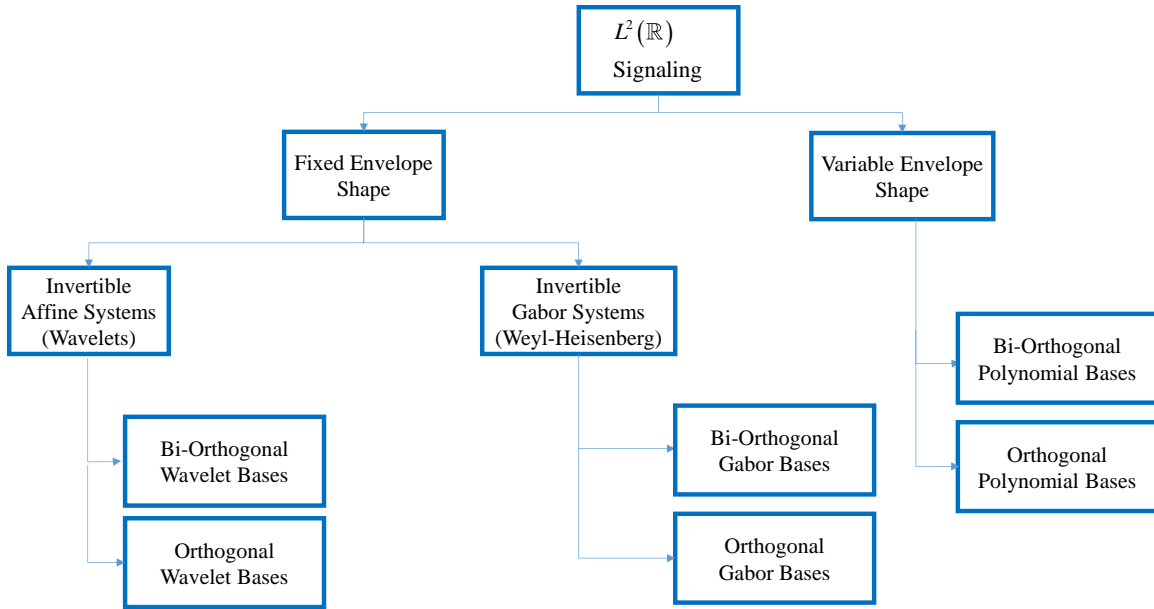 L²(ℝ)
Signaling
Fixed Envelope
Shape
Variable Envelope
Shape
Invertible
Affine Systems
(Wavelets)
Invertible
Gabor Systems
(Weyl-Heisenberg)
Bi-Orthogonal
Polynomial Bases
Bi-Orthogonal
Wavelet Bases
Bi-Orthogonal
Gabor Bases
Orthogonal
Polynomial Bases
Orthogonal
Wavelet Bases
Orthogonal
Gabor Bases